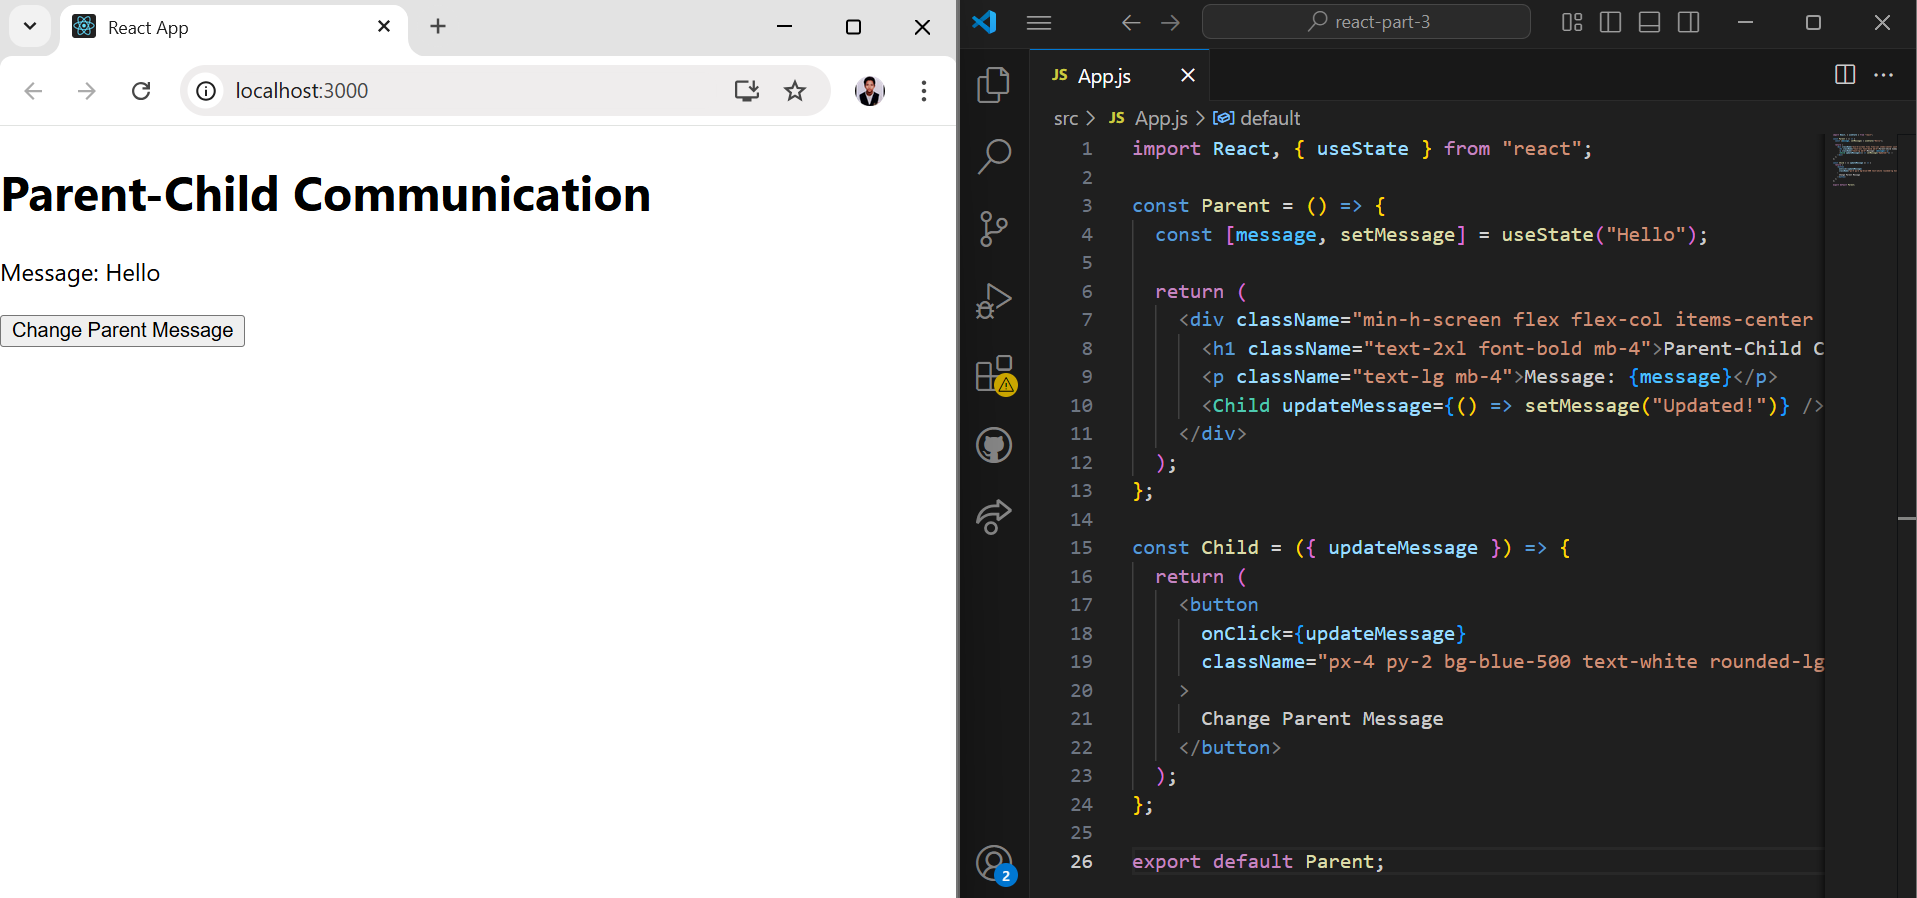 React App
localhost:3000
Parent-Child Communication
Message: Hello
Change Parent Message
react-part-3
JS App.js
src > JS App.js > default
1 import React, { useState } from "react";
2
3 const Parent = () => {
4 const [message, setMessage] = useState("Hello");
5
6 return (
7 <div className="min-h-screen flex flex-col items-center
8 <h1 className="text-2xl font-bold mb-4">Parent-Child C
9 <p className="text-lg mb-4">Message: {message}</p>
10 <Child updateMessage={() => setMessage("Updated!")} />
11 </div>
12 );
13 };
14
15 const Child = ({ updateMessage }) => {
16 return (
17 <button
18 onClick={updateMessage}
19 className="px-4 py-2 bg-blue-500 text-white rounded-lg
20 >
21 Change Parent Message
22 </button>
23 );
24 };
25
26 export default Parent;
2